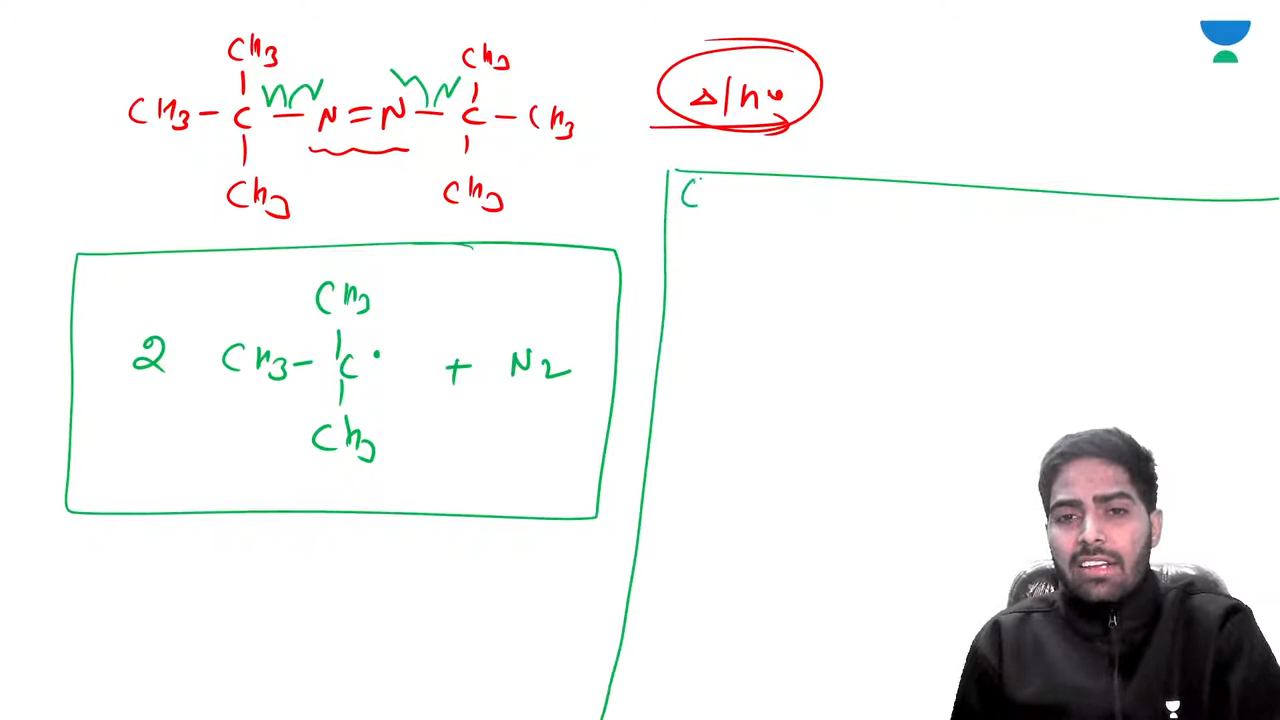 CH3 CH3
CH3 - C - N = N - C - CH3 Δ/hν
CH3 CH3
C
CH3
2 CH3 - C• + N2
CH3